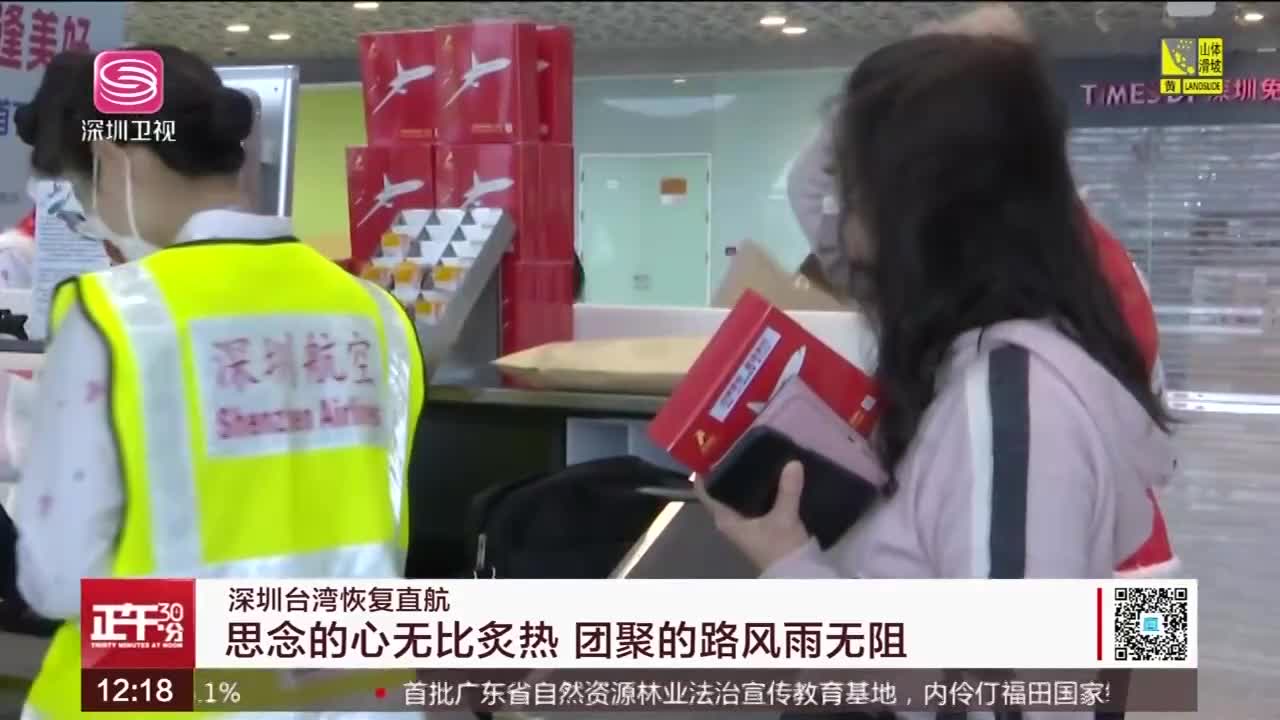 逢美好
深圳卫视
山体
滑坡
黄 LANDSLIDE
TIMES DF 深圳免
深圳航空
Shenzhen Airlines
深圳台湾恢复直航
思念的心无比炙热 团聚的路风雨无阻
正午30分
THIRTY MINUTES AT NOON
12:18
.1%
首批广东省自然资源林业法治宣传教育基地，内伶仃福田国家